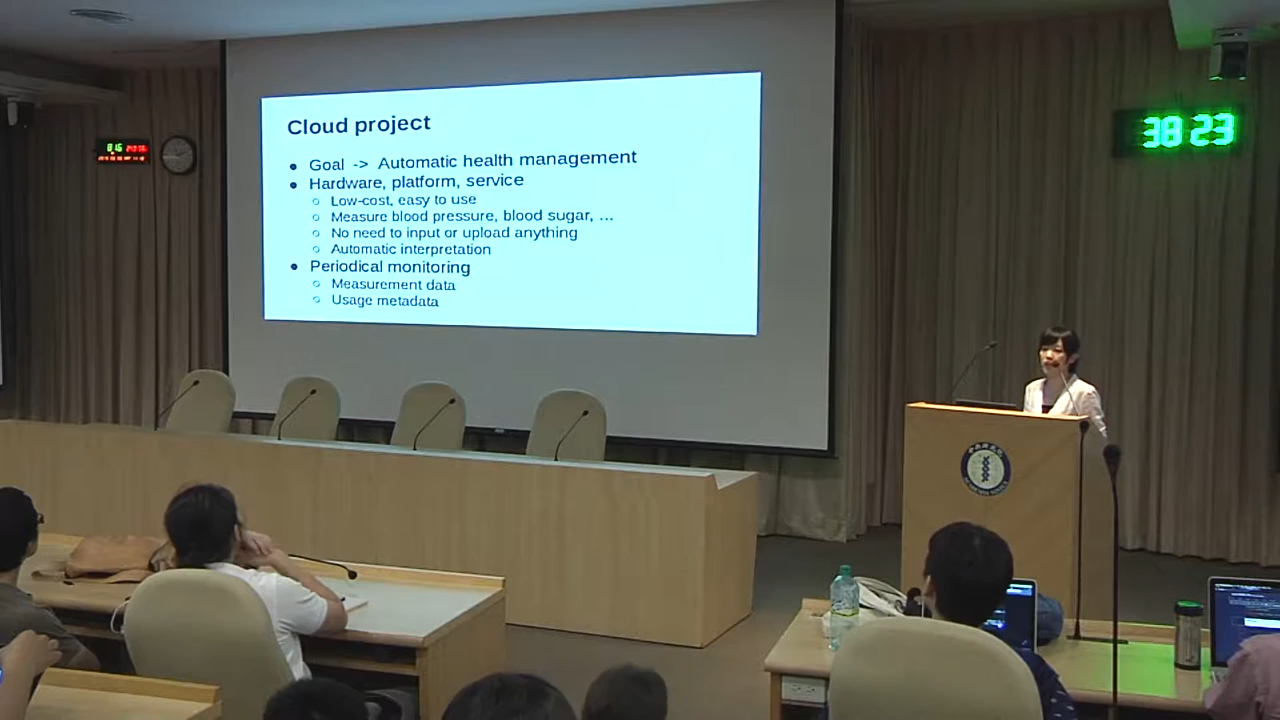 Cloud project
● Goal -> Automatic health management
● Hardware, platform, service
○ Low-cost, easy to use
○ Measure blood pressure, blood sugar, ...
○ No need to input or upload anything
○ Automatic interpretation
● Periodical monitoring
○ Measurement data
○ Usage metadata
38 23